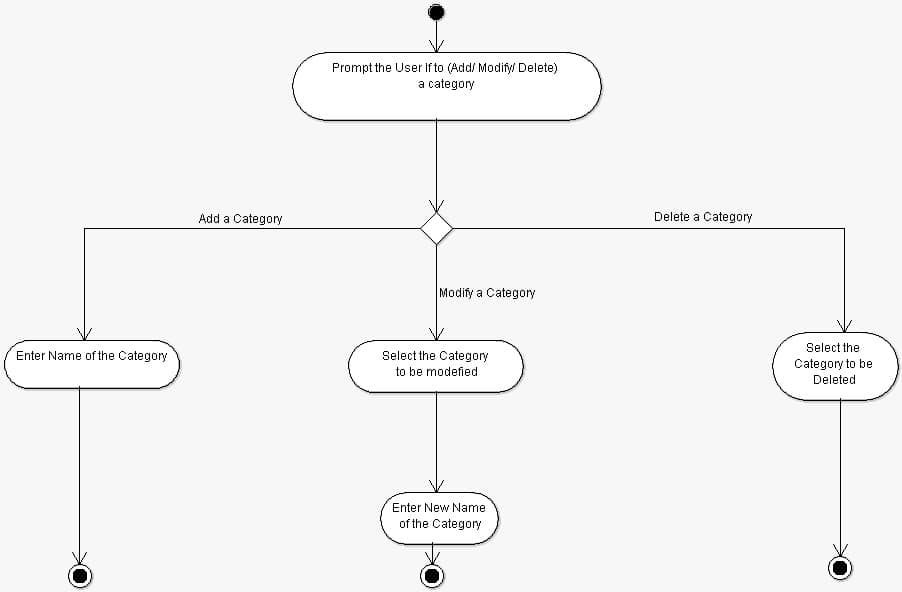 Prompt the User If to (Add/ Modify/ Delete)
a category
Add a Category
Delete a Category
Modify a Category
Enter Name of the Category
Select the Category
to be modefied
Select the
Category to be
Deleted
Enter New Name
of the Category